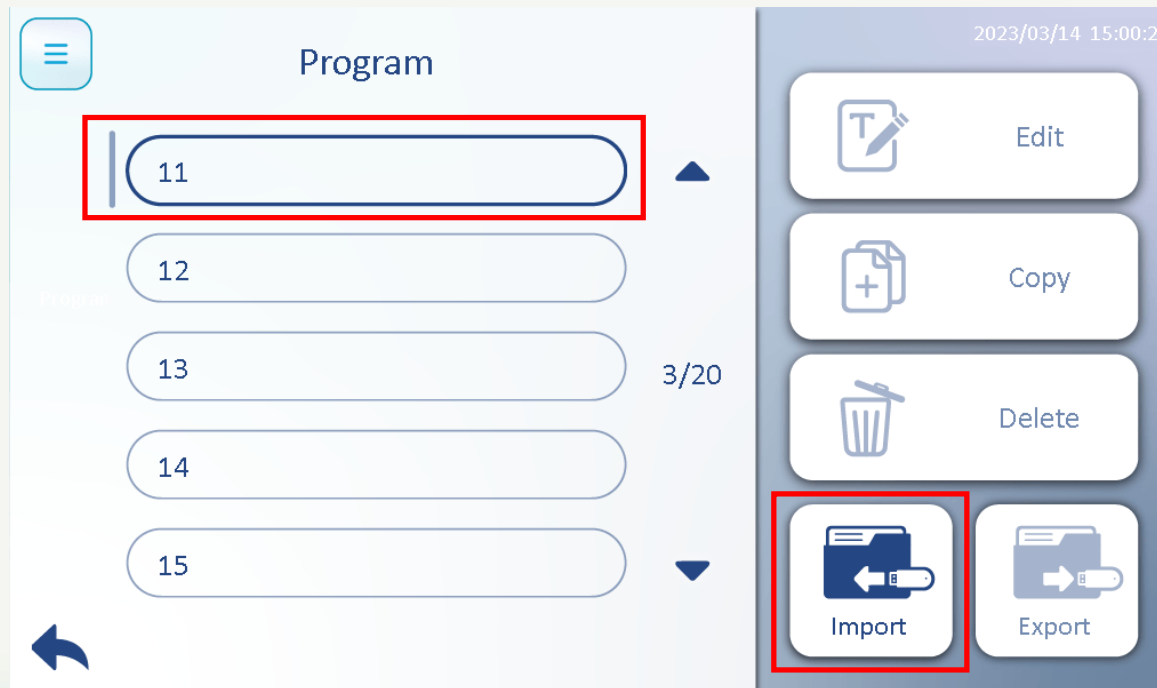 2023/03/14 15:00:2
Program
11
12
13
3/20
14
15
Edit
T
Copy
Delete
Import
Export